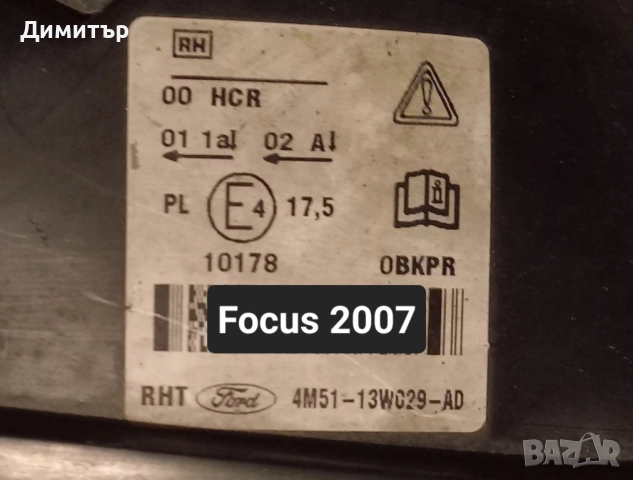 Димитър
RH
00 HCR
01 1a 02 A
PL E4 17,5
10178 0BKPR
Focus 2007
RHT Ford 4M51-13W029-AD
BAZAR